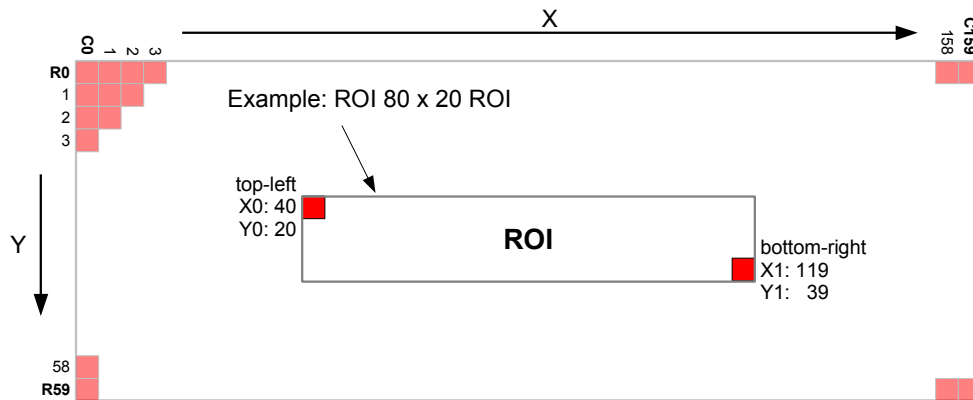 X
C0
1
2
3
158
C159
R0
1
2
3
Example: ROI 80 x 20 ROI
top-left
X0: 40
Y0: 20
ROI
Y
bottom-right
X1: 119
Y1: 39
58
R59